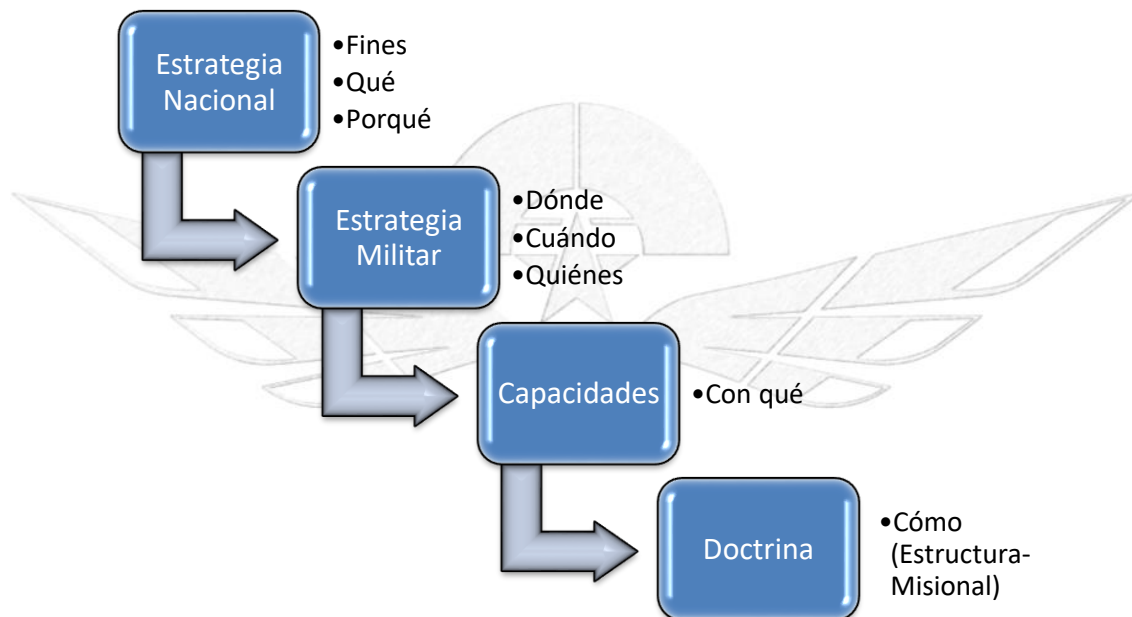 Estrategia
Nacional
•Fines
•Qué
•Porqué
Estrategia
Militar
•Dónde
•Cuándo
•Quiénes
Capacidades
•Con qué
Doctrina
•Cómo
(Estructura-
Misional)